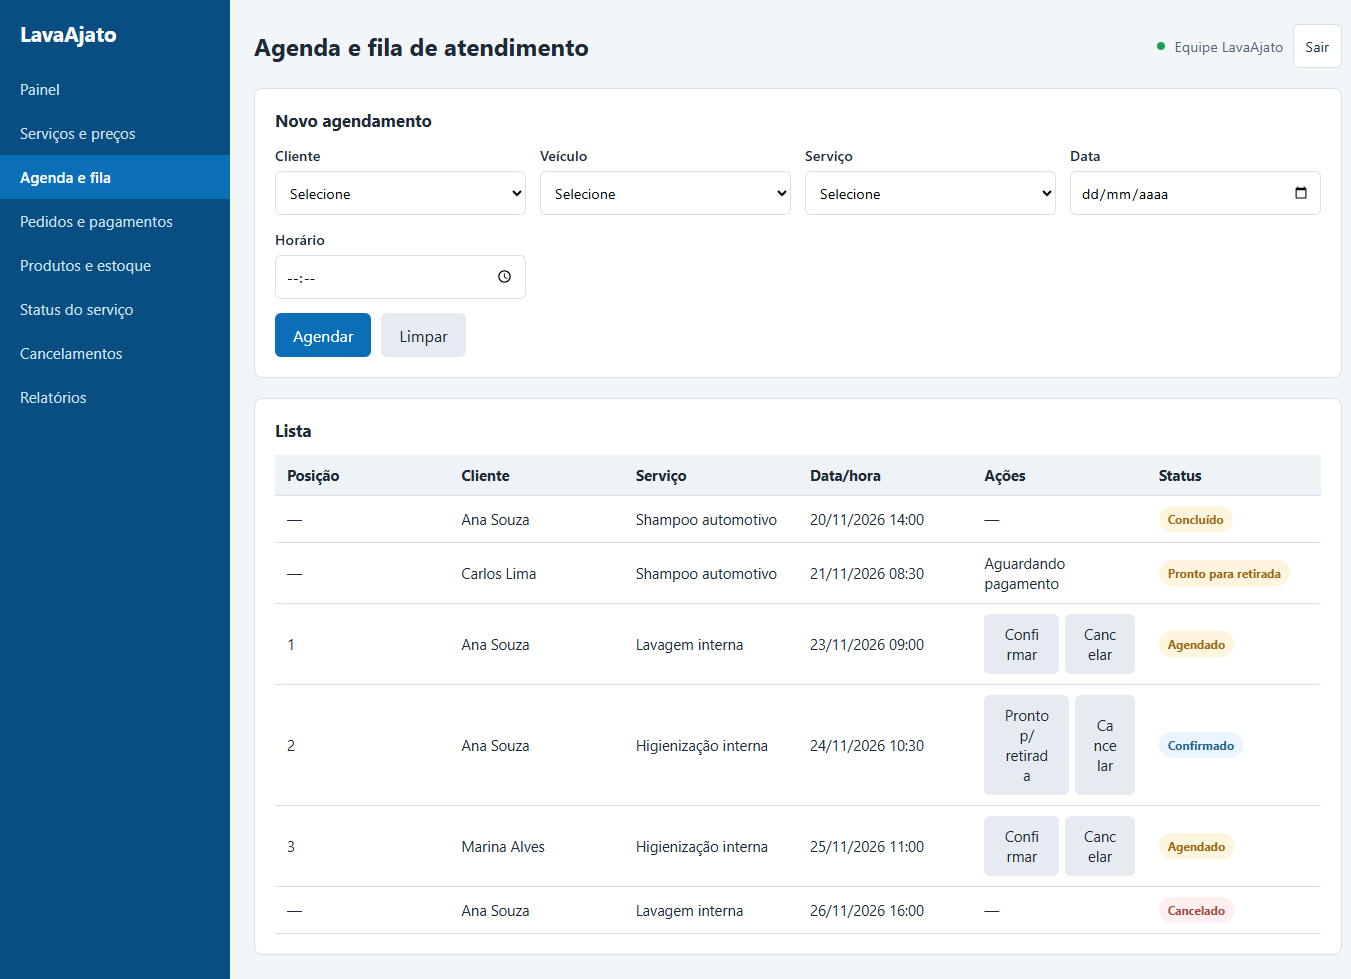 LavaAjato
Painel
Serviços e preços
Agenda e fila
Pedidos e pagamentos
Produtos e estoque
Status do serviço
Cancelamentos
Relatórios
Agenda e fila de atendimento
Equipe LavaAjato
Sair
Novo agendamento
Cliente Veículo Serviço Data
Selecione Selecione Selecione dd/mm/aaaa
Horário
--:--
Agendar Limpar
Lista
Posição Cliente Serviço Data/hora Ações Status
— Ana Souza Shampoo automotivo 20/11/2026 14:00 — Concluído
— Carlos Lima Shampoo automotivo 21/11/2026 08:30 Aguardando
pagamento Pronto para retirada
1 Ana Souza Lavagem interna 23/11/2026 09:00
Confi
rmar
Canc
elar
Agendado
2 Ana Souza Higienização interna 24/11/2026 10:30
Pronto
p/
retirad
a
Ca
nce
lar
Confirmado
3 Marina Alves Higienização interna 25/11/2026 11:00
Confi
rmar
Canc
elar
Agendado
— Ana Souza Lavagem interna 26/11/2026 16:00 — Cancelado